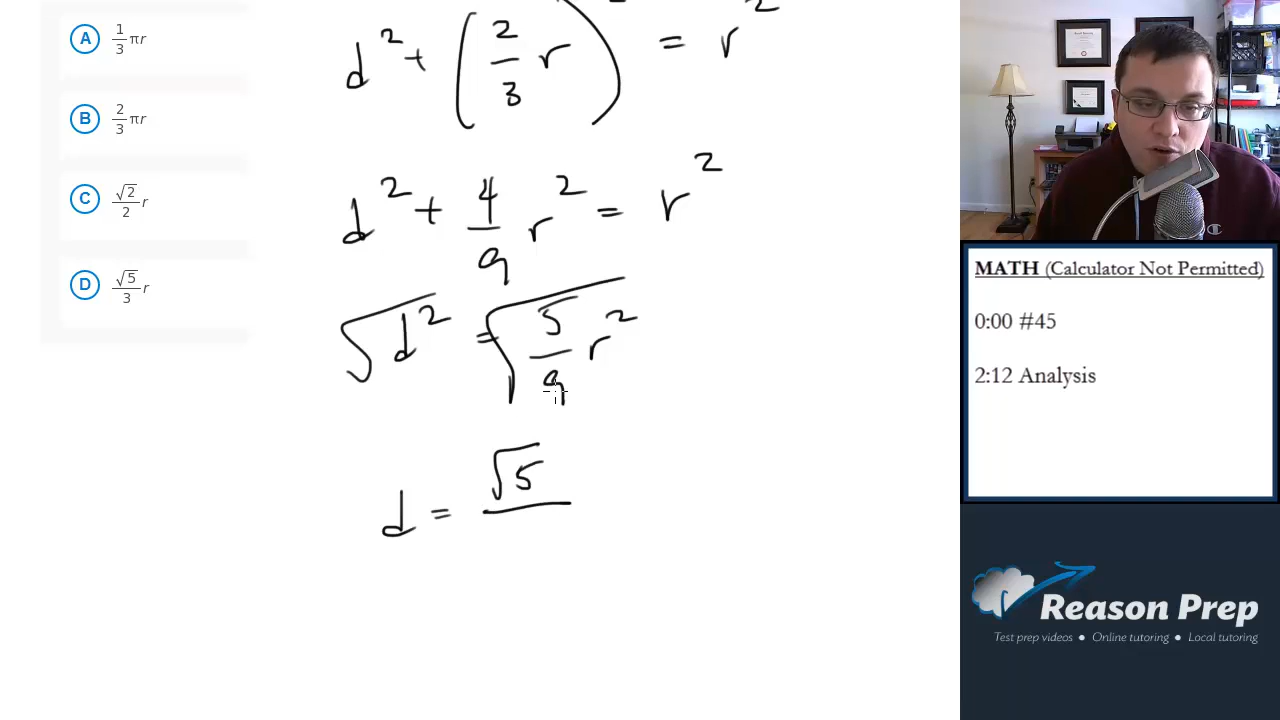 A 1/3 πr
B 2/3 πr
C √2/2 r
D √5/3 r
d² + (2/3 r)² = r²
d² + 4/9 r² = r²
√d² = √5/9 r²
d = √5
MATH (Calculator Not Permitted)
0:00 #45
2:12 Analysis
Reason Prep
Test prep videos ● Online tutoring ● Local tutoring